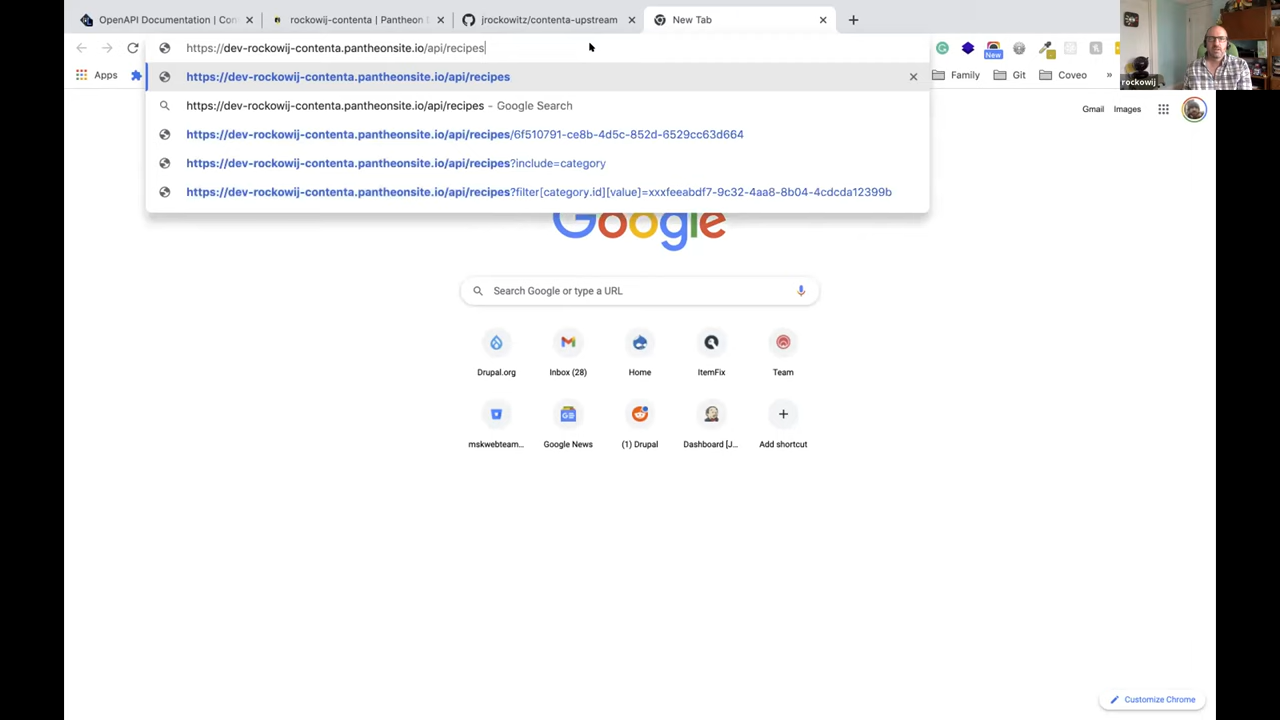 OpenAPI Documentation | Con
rockowij-contenta | Pantheon
jrockowitz/contenta-upstream
New Tab
https://dev-rockowij-contenta.pantheonsite.io/api/recipes
New
Apps
https://dev-rockowij-contenta.pantheonsite.io/api/recipes
https://dev-rockowij-contenta.pantheonsite.io/api/recipes - Google Search
https://dev-rockowij-contenta.pantheonsite.io/api/recipes/6f510791-ce8b-4d5c-852d-6529cc63d664
https://dev-rockowij-contenta.pantheonsite.io/api/recipes?include=category
https://dev-rockowij-contenta.pantheonsite.io/api/recipes?filter[category.id][value]=xxxfeeabdf7-9c32-4aa8-8b04-4cdcda12399b
Family
Git
Coveo
»
rockowij
Gmail
Images
Google
Search Google or type a URL
Drupal.org
Inbox (28)
Home
ItemFix
Team
mskwebteam...
Google News
(1) Drupal
Dashboard [J...
Add shortcut
Customize Chrome